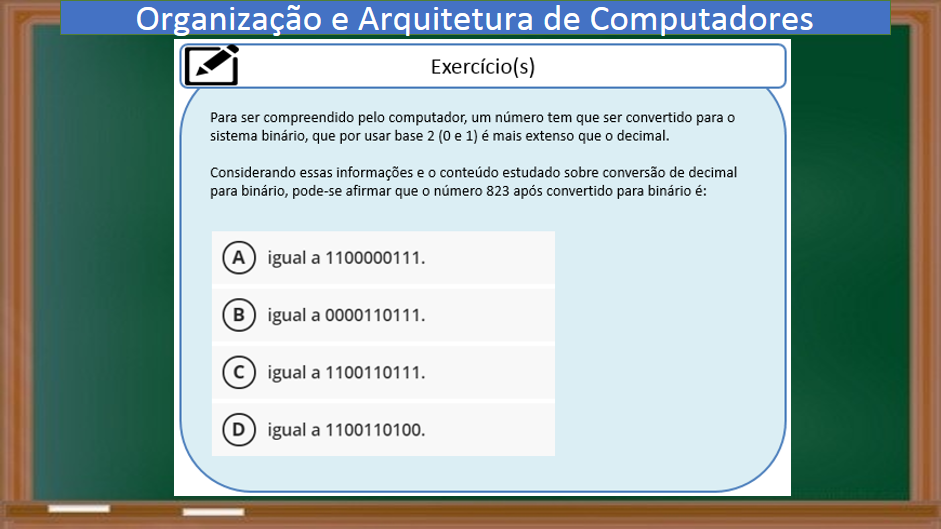 Organização e Arquitetura de Computadores
Exercício(s)
Para ser compreendido pelo computador, um número tem que ser convertido para o
sistema binário, que por usar base 2 (0 e 1) é mais extenso que o decimal.
Considerando essas informações e o conteúdo estudado sobre conversão de decimal
para binário, pode-se afirmar que o número 823 após convertido para binário é:
A igual a 1100000111.
B igual a 0000110111.
C igual a 1100110111.
D igual a 1100110100.